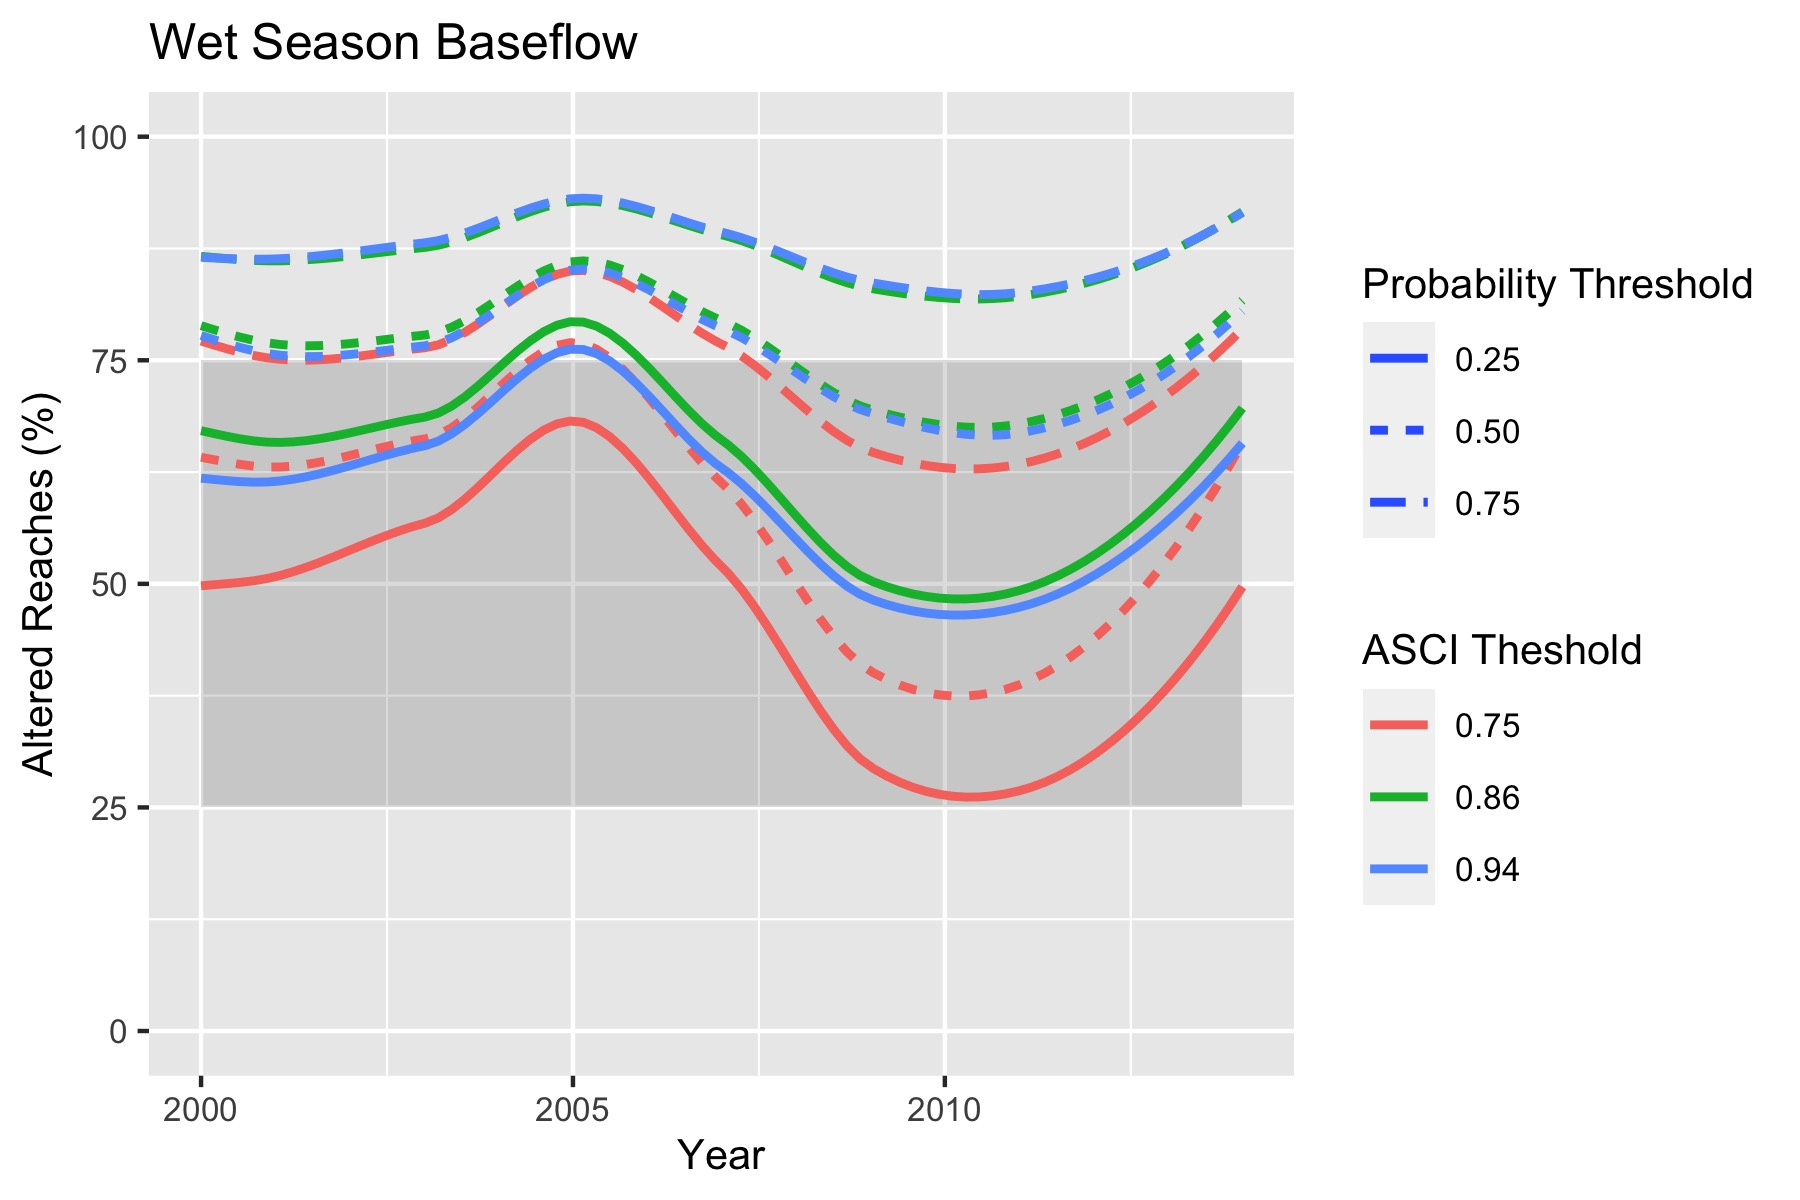 Wet Season Baseflow
100
75
50
25
0
Altered Reaches (%)
2000
2005
2010
Year
Probability Threshold
0.25
0.50
0.75
ASCI Theshold
0.75
0.86
0.94